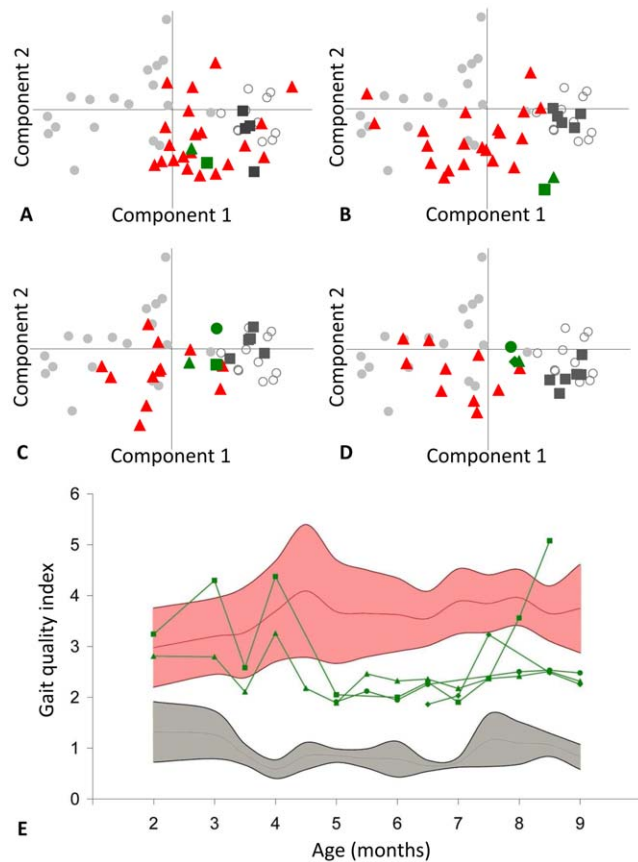 Component 2
Component 2
A
Component 1
B
Component 1
Component 2
Component 2
C
Component 1
D
Component 1
6
5
4
3
2
1
0
Gait quality index
2 3 4 5 6 7 8 9
E
Age (months)